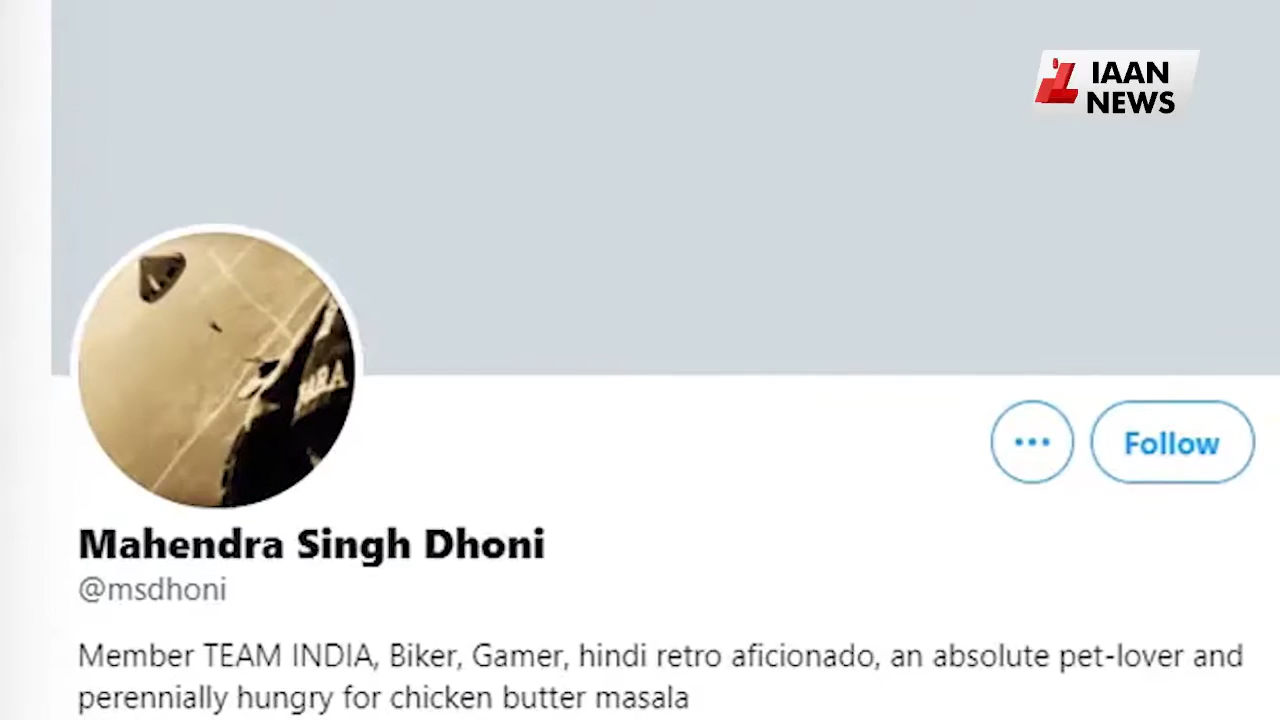 IAAN
NEWS
PARA
Follow
Mahendra Singh Dhoni
@msdhoni
Member TEAM INDIA, Biker, Gamer, hindi retro aficionado, an absolute pet-lover and
perennially hungry for chicken butter masala